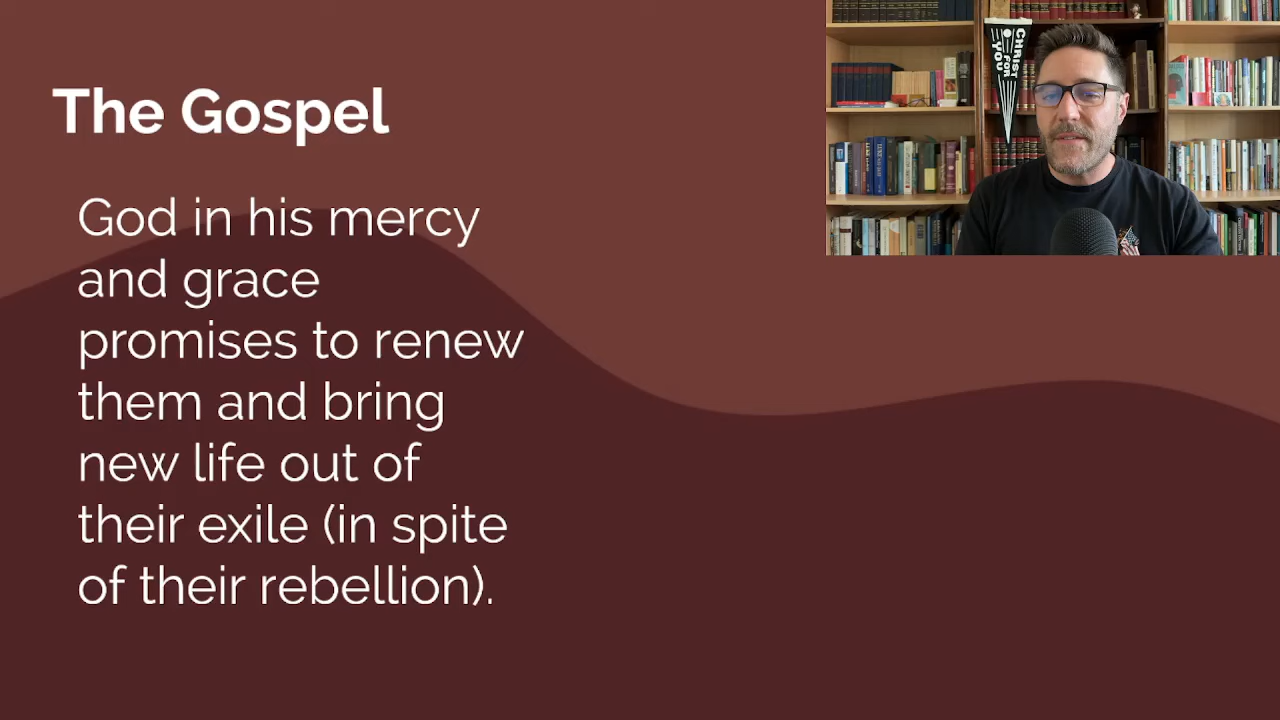 The Gospel
God in his mercy
and grace
promises to renew
them and bring
new life out of
their exile (in spite
of their rebellion).
CHRIST
FOR
YOU